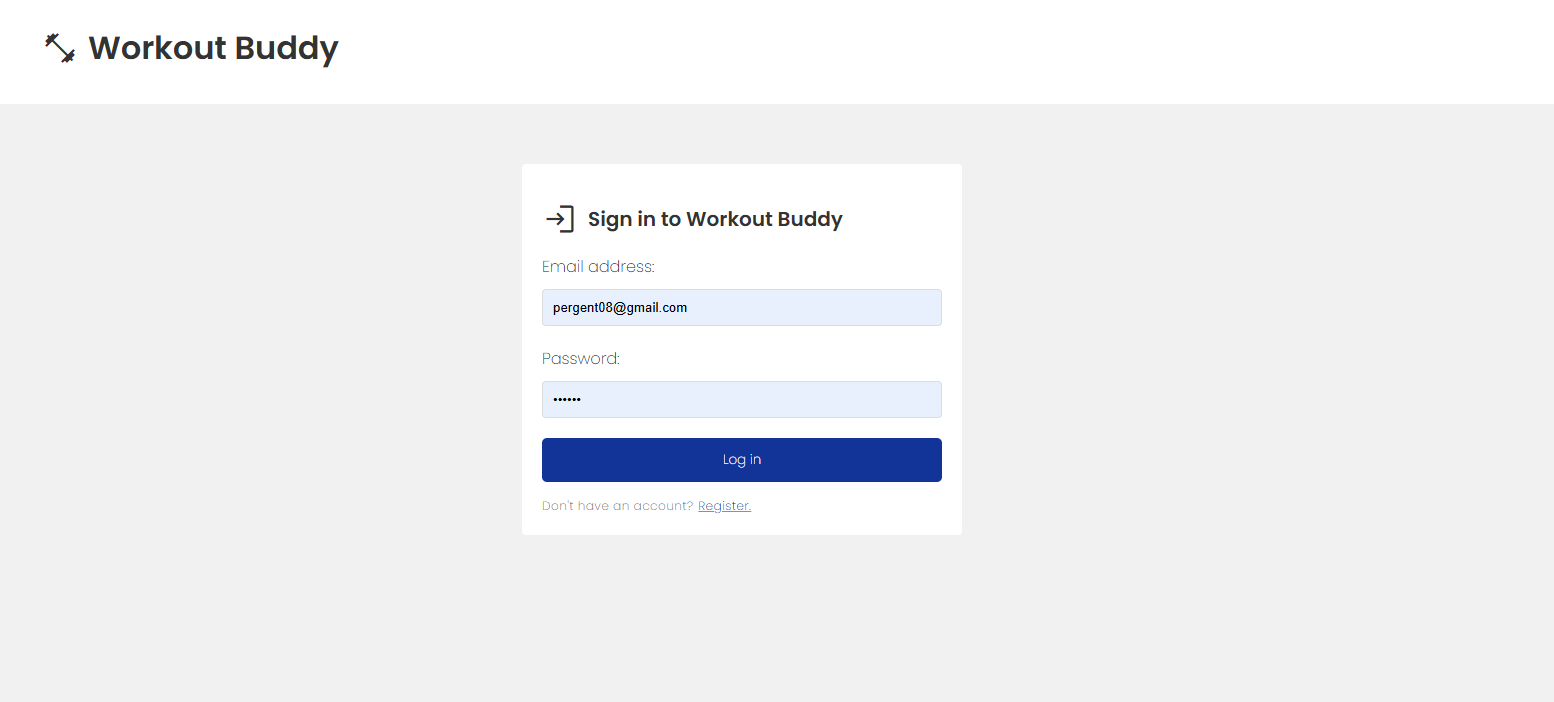 Workout Buddy
Sign in to Workout Buddy
Email address:
pergent08@gmail.com
Password:
••••••
Log in
Don't have an account? Register.